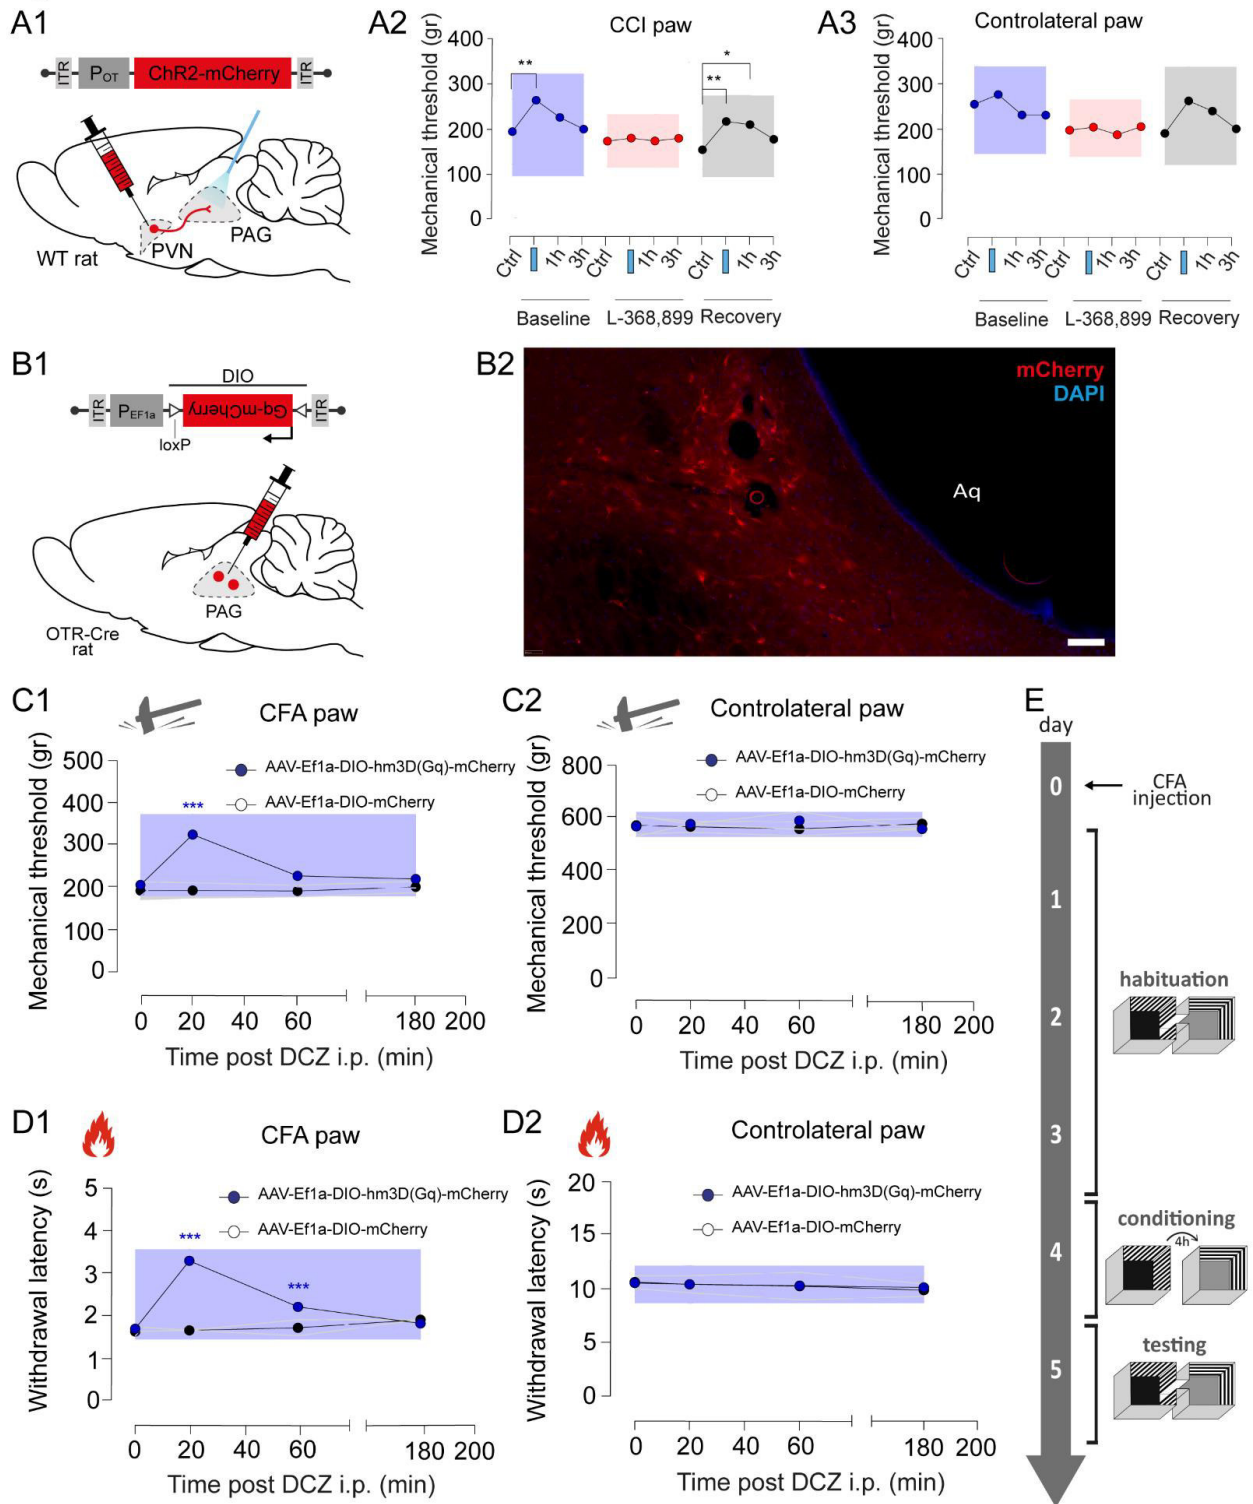 A1
ITR
POT
ChR2-mCherry
ITR
WT rat
PVN
PAG
A2
CCI paw
Mechanical threshold (gr)
400
300
200
100
0
**
**
*
Ctrl
1h
3h
Ctrl
1h
3h
Ctrl
1h
3h
Baseline
L-368,899
Recovery
A3
Controlateral paw
Mechanical threshold (gr)
400
300
200
100
0
Ctrl
1h
3h
Ctrl
1h
3h
Ctrl
1h
3h
Baseline
L-368,899
Recovery
B1
DIO
ITR
PEF1a
Gq-mCherry
ITR
loxP
PAG
OTR-Cre
rat
B2
mCherry
DAPI
Aq
C1
CFA paw
Mechanical threshold (gr)
500
400
300
200
100
0
AAV-Ef1a-DIO-hm3D(Gq)-mCherry
AAV-Ef1a-DIO-mCherry
***
0
20
40
60
180
200
Time post DCZ i.p. (min)
C2
Controlateral paw
Mechanical threshold (gr)
800
600
400
200
0
AAV-Ef1a-DIO-hm3D(Gq)-mCherry
AAV-Ef1a-DIO-mCherry
0
20
40
60
180
200
Time post DCZ i.p. (min)
D1
CFA paw
Withdrawal latency (s)
5
4
3
2
1
0
AAV-Ef1a-DIO-hm3D(Gq)-mCherry
AAV-Ef1a-DIO-mCherry
***
***
0
20
40
60
180
200
Time post DCZ i.p. (min)
D2
Controlateral paw
Withdrawal latency (s)
20
15
10
5
0
AAV-Ef1a-DIO-hm3D(Gq)-mCherry
AAV-Ef1a-DIO-mCherry
0
20
40
60
180
200
Time post DCZ i.p. (min)
E
day
0
CFA
injection
1
2
habituation
3
4
conditioning
4h
5
testing